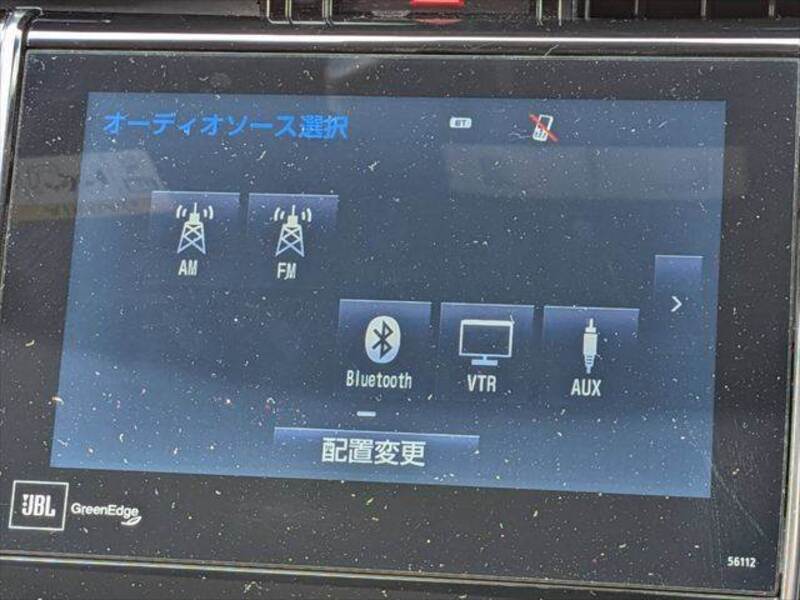 オーディオソース選択
BT
AM
FM
Bluetooth
VTR
AUX
配置変更
JBL
GreenEdge
56112